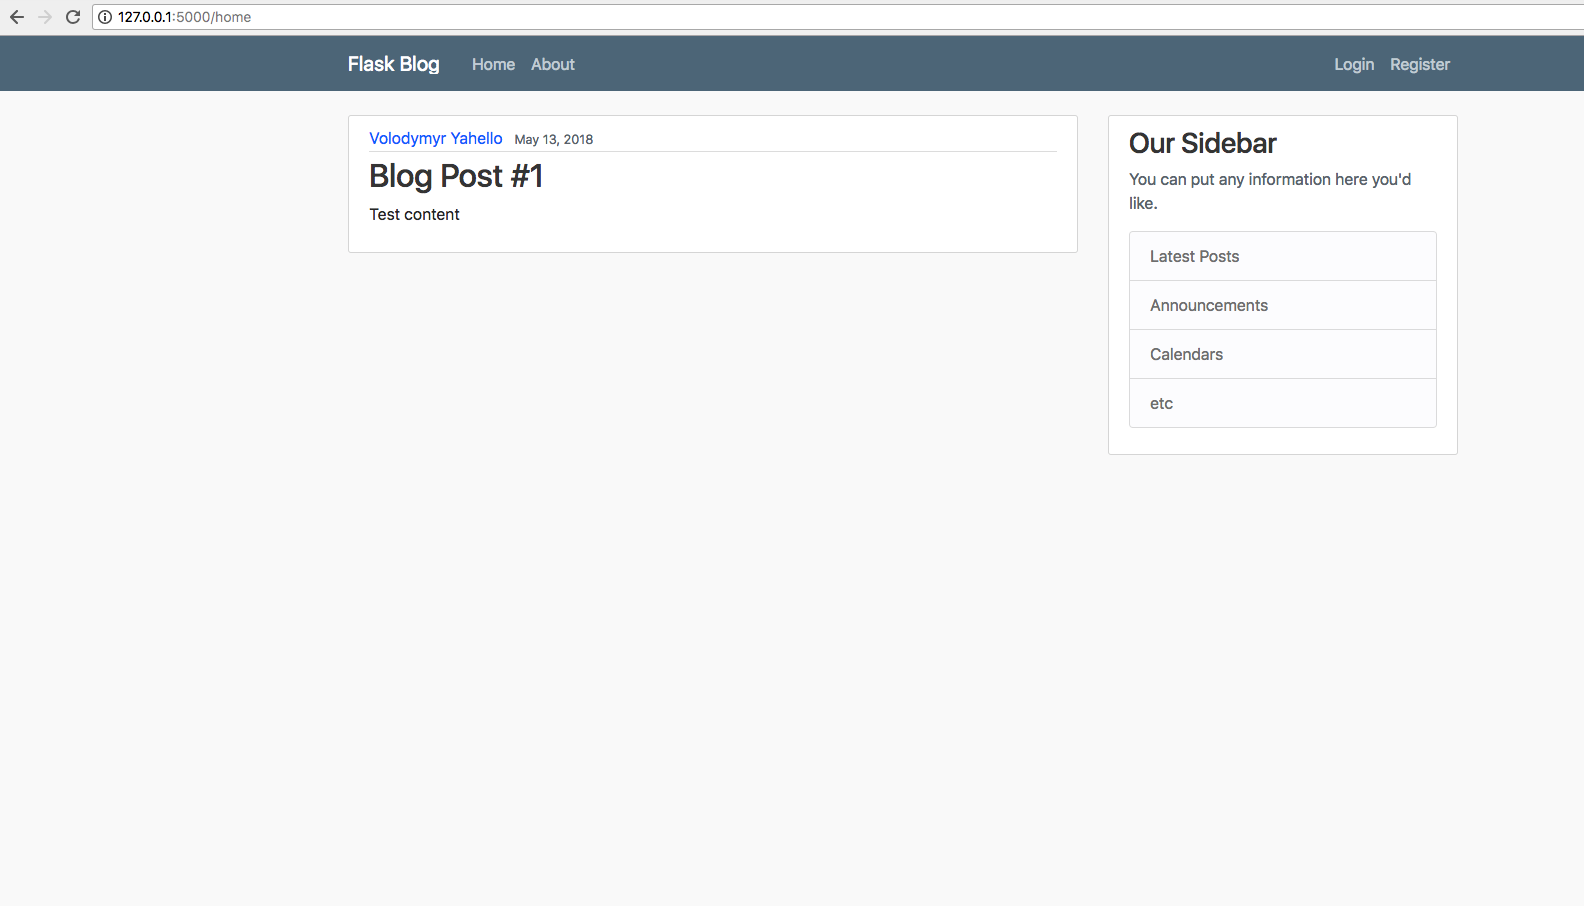 127.0.0.1:5000/home
Flask Blog Home About Login Register
Volodymyr Yahello May 13, 2018
Blog Post #1
Test content
Our Sidebar
You can put any information here you'd
like.
Latest Posts
Announcements
Calendars
etc